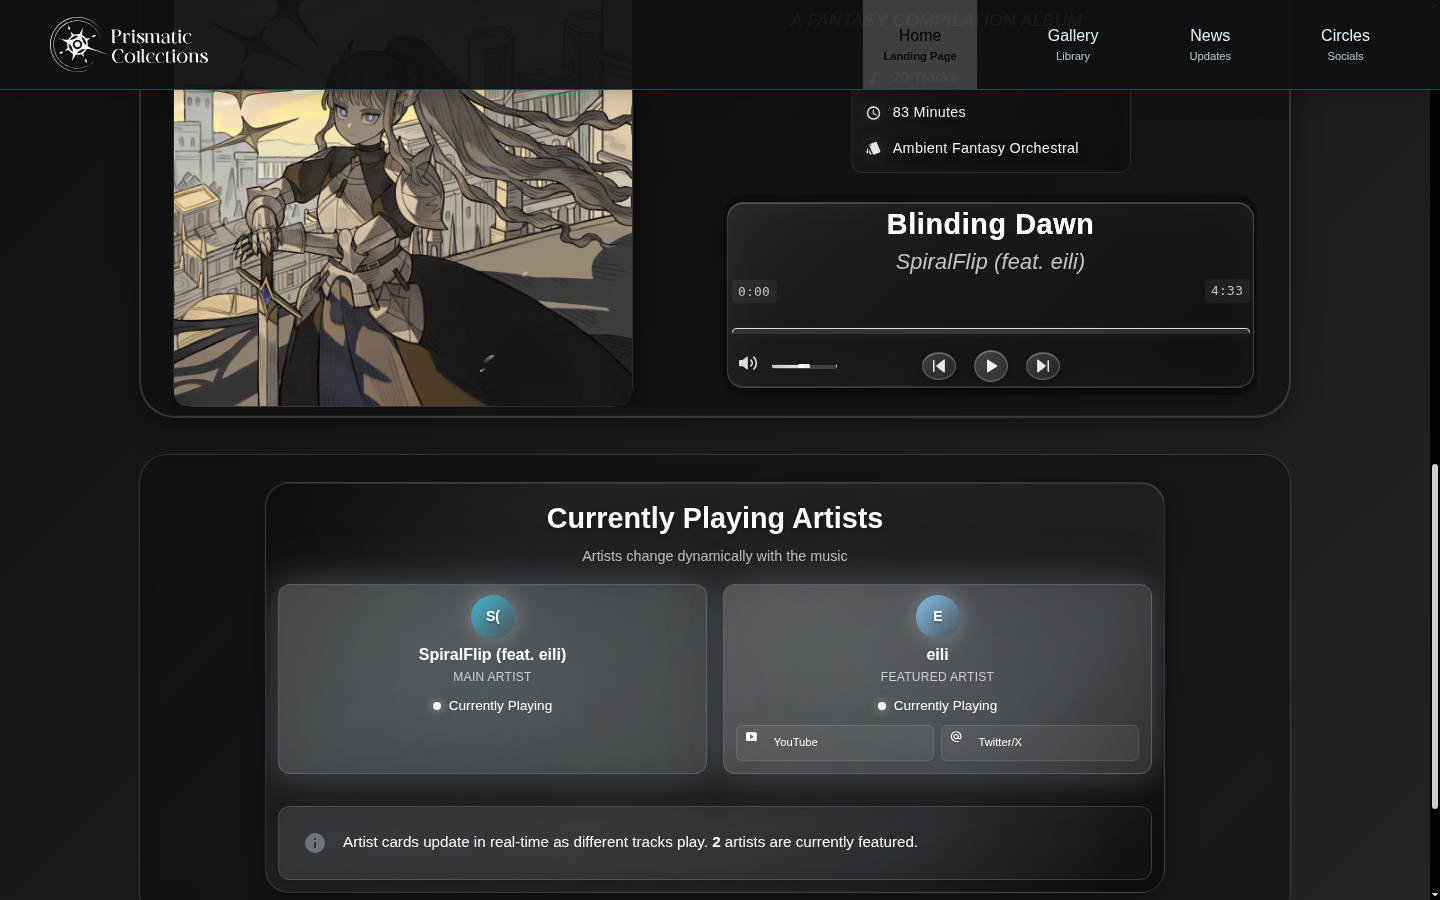 Prismatic
Collections
A FANTASY COMPILATION ALBUM
Home
Landing Page
Gallery
Library
News
Updates
Circles
Socials
20 Tracks
83 Minutes
Ambient Fantasy Orchestral
Blinding Dawn
SpiralFlip (feat. eili)
0:00
4:33
Currently Playing Artists
Artists change dynamically with the music
S(
SpiralFlip (feat. eili)
MAIN ARTIST
Currently Playing
E
eili
FEATURED ARTIST
Currently Playing
YouTube
Twitter/X
Artist cards update in real-time as different tracks play. 2 artists are currently featured.